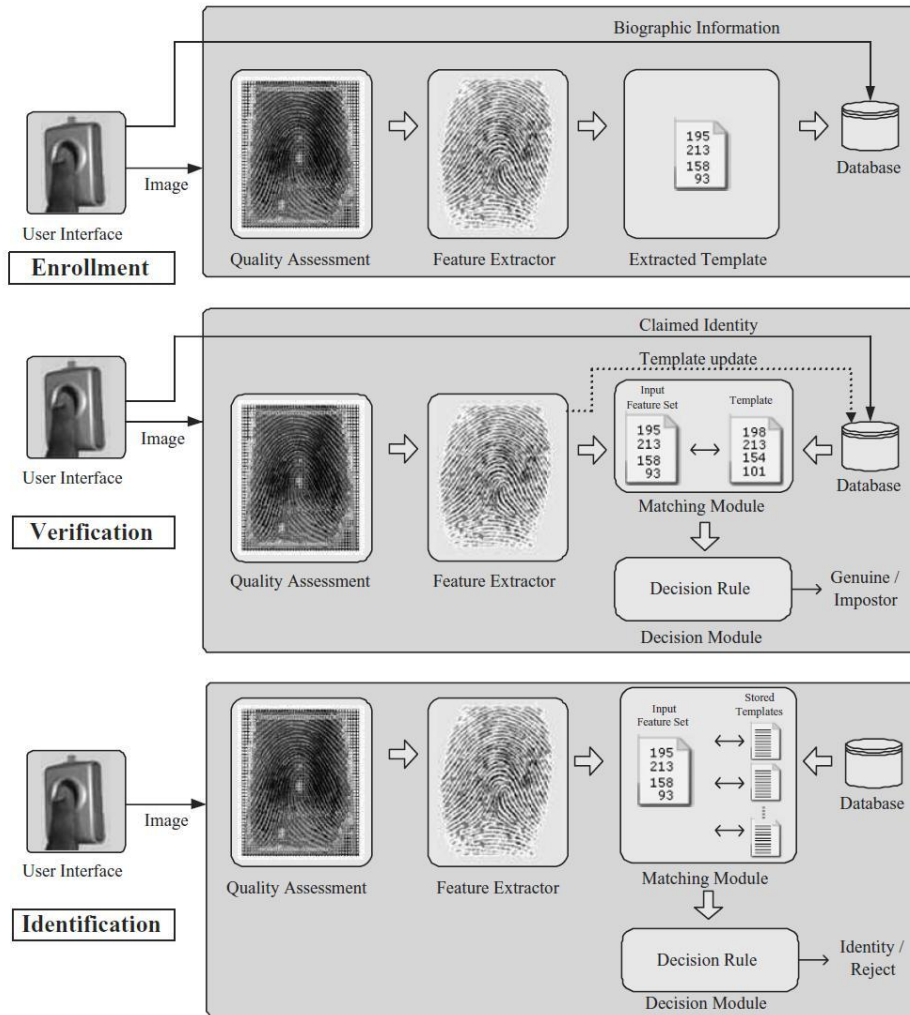 Biographic Information
195
213
158
93
Database
Image
User Interface
Quality Assessment
Feature Extractor
Extracted Template
Enrollment
Claimed Identity
Template update
Input
Feature Set
Template
195
213
158
93
198
213
154
101
Image
User Interface
Database
Matching Module
Verification
Quality Assessment
Feature Extractor
Decision Rule
Genuine /
Impostor
Decision Module
Input
Feature Set
Stored
Templates
195
213
158
93
Image
Database
User Interface
Quality Assessment
Feature Extractor
Matching Module
Identification
Decision Rule
Identity /
Reject
Decision Module